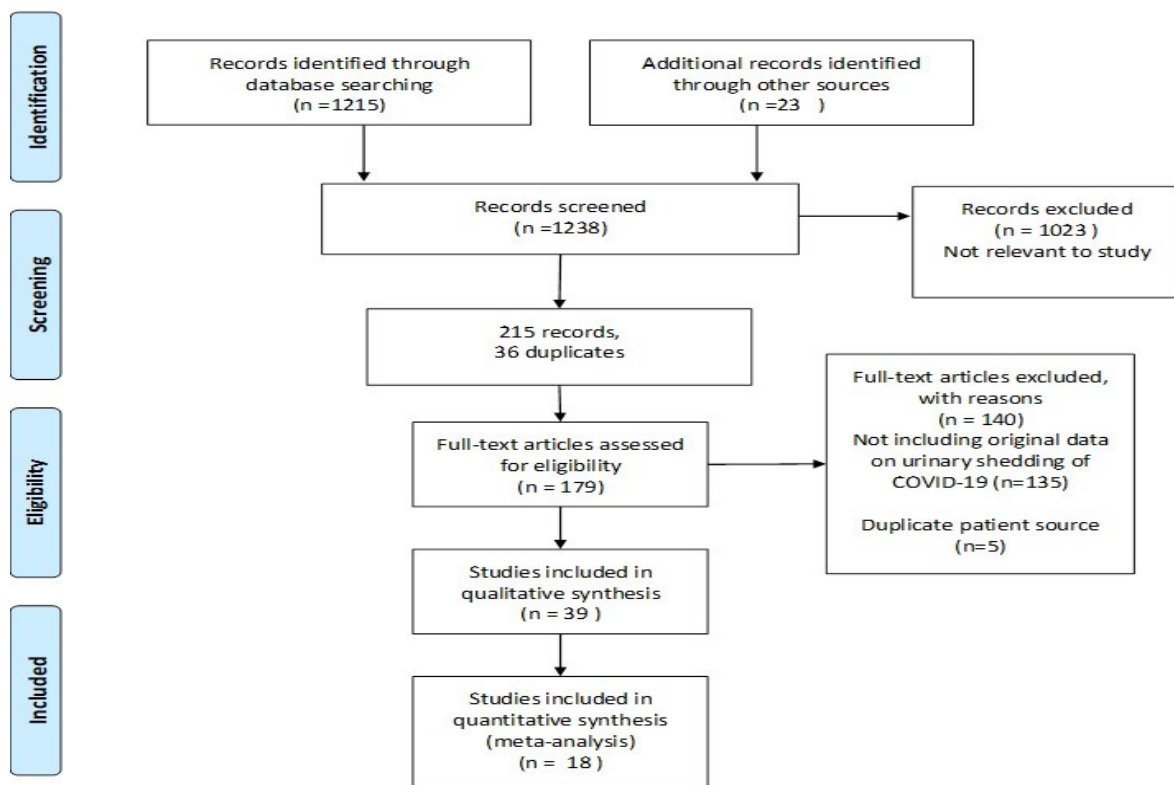 Identification
Records identified through
database searching
(n =1215)
Additional records identified
through other sources
(n =23 )
Screening
Records screened
(n =1238)
Records excluded
(n = 1023 )
Not relevant to study
215 records,
36 duplicates
Eligibility
Full-text articles assessed
for eligibility
(n = 179)
Full-text articles excluded,
with reasons
(n = 140)
Not including original data
on urinary shedding of
COVID-19 (n=135)
Duplicate patient source
(n=5)
Studies included in
qualitative synthesis
(n = 39 )
Included
Studies included in
quantitative synthesis
(meta-analysis)
(n = 18 )